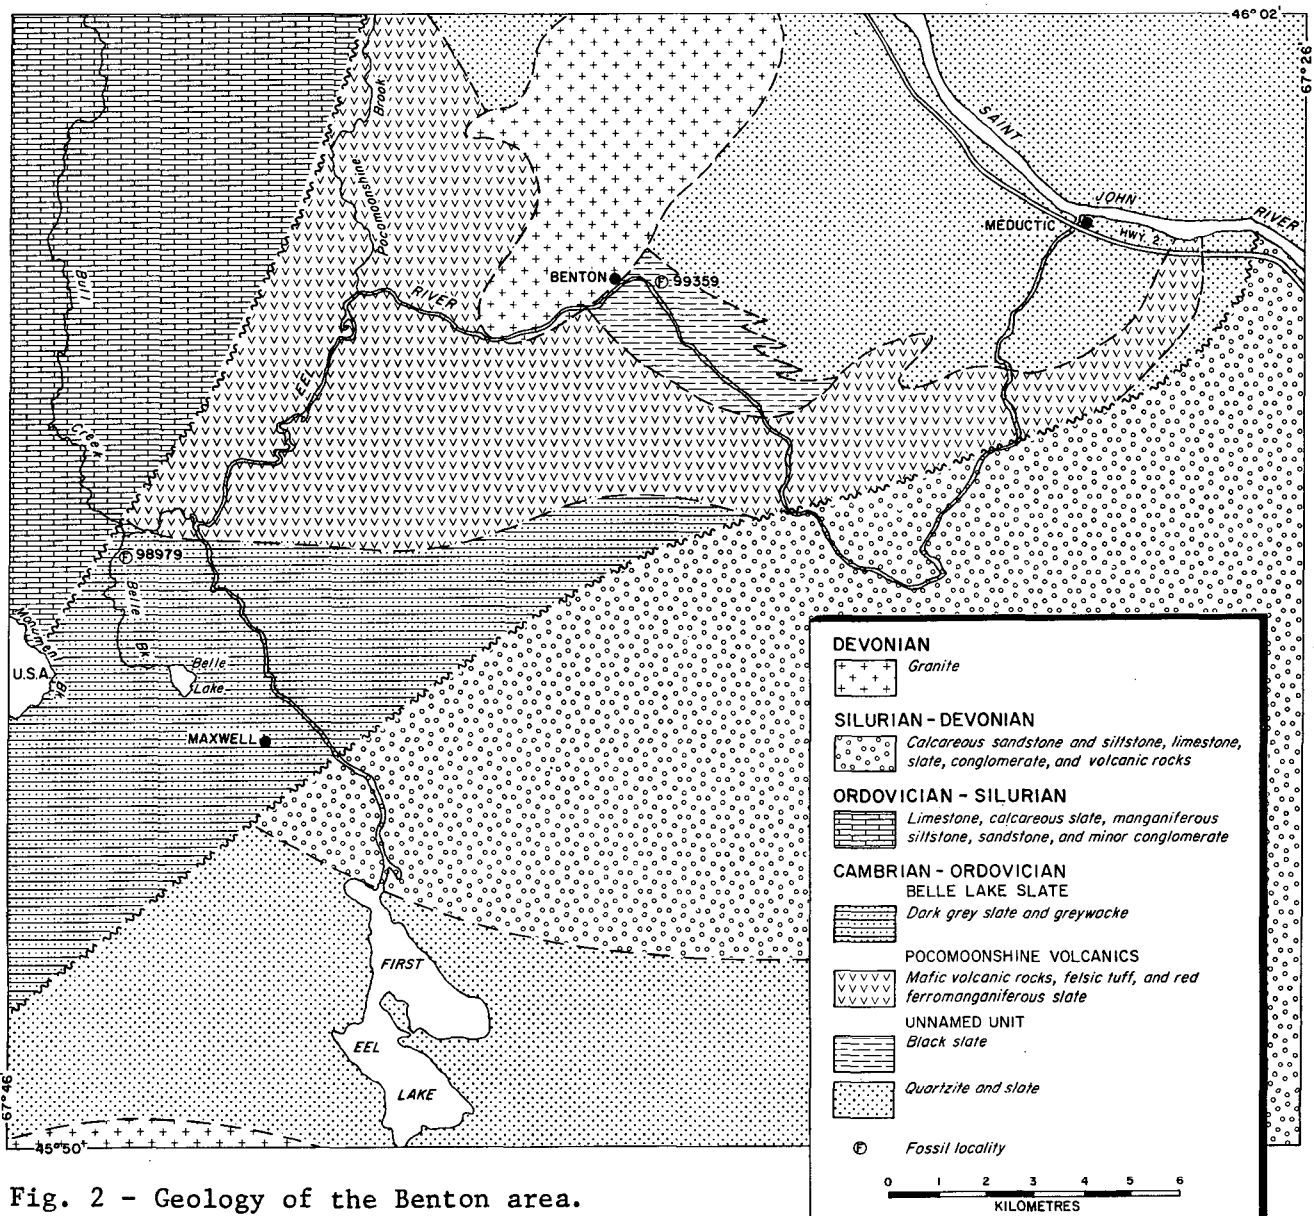 46° 02'
67° 26'
Brook
Pocomoonshine
SAINT
JOHN
RIVER
MEDUCTIC
HWY 2
BENTON
F 99359
RIVER
EEL
Bull
Creek
F 98979
Belle
Bk
Monument
Bk
U.S.A.
Belle
Lake
MAXWELL
FIRST
EEL
LAKE
67° 46'
45° 50'
DEVONIAN
Granite
SILURIAN - DEVONIAN
Calcareous sandstone and siltstone, limestone,
slate, conglomerate, and volcanic rocks
ORDOVICIAN - SILURIAN
Limestone, calcareous slate, manganiferous
siltstone, sandstone, and minor conglomerate
CAMBRIAN - ORDOVICIAN
BELLE LAKE SLATE
Dark grey slate and greywacke
POCOMOONSHINE VOLCANICS
Mafic volcanic rocks, felsic tuff, and red
ferromanganiferous slate
UNNAMED UNIT
Black slate
Quartzite and slate
F Fossil locality
0 1 2 3 4 5 6
KILOMETRES
Fig. 2 - Geology of the Benton area.